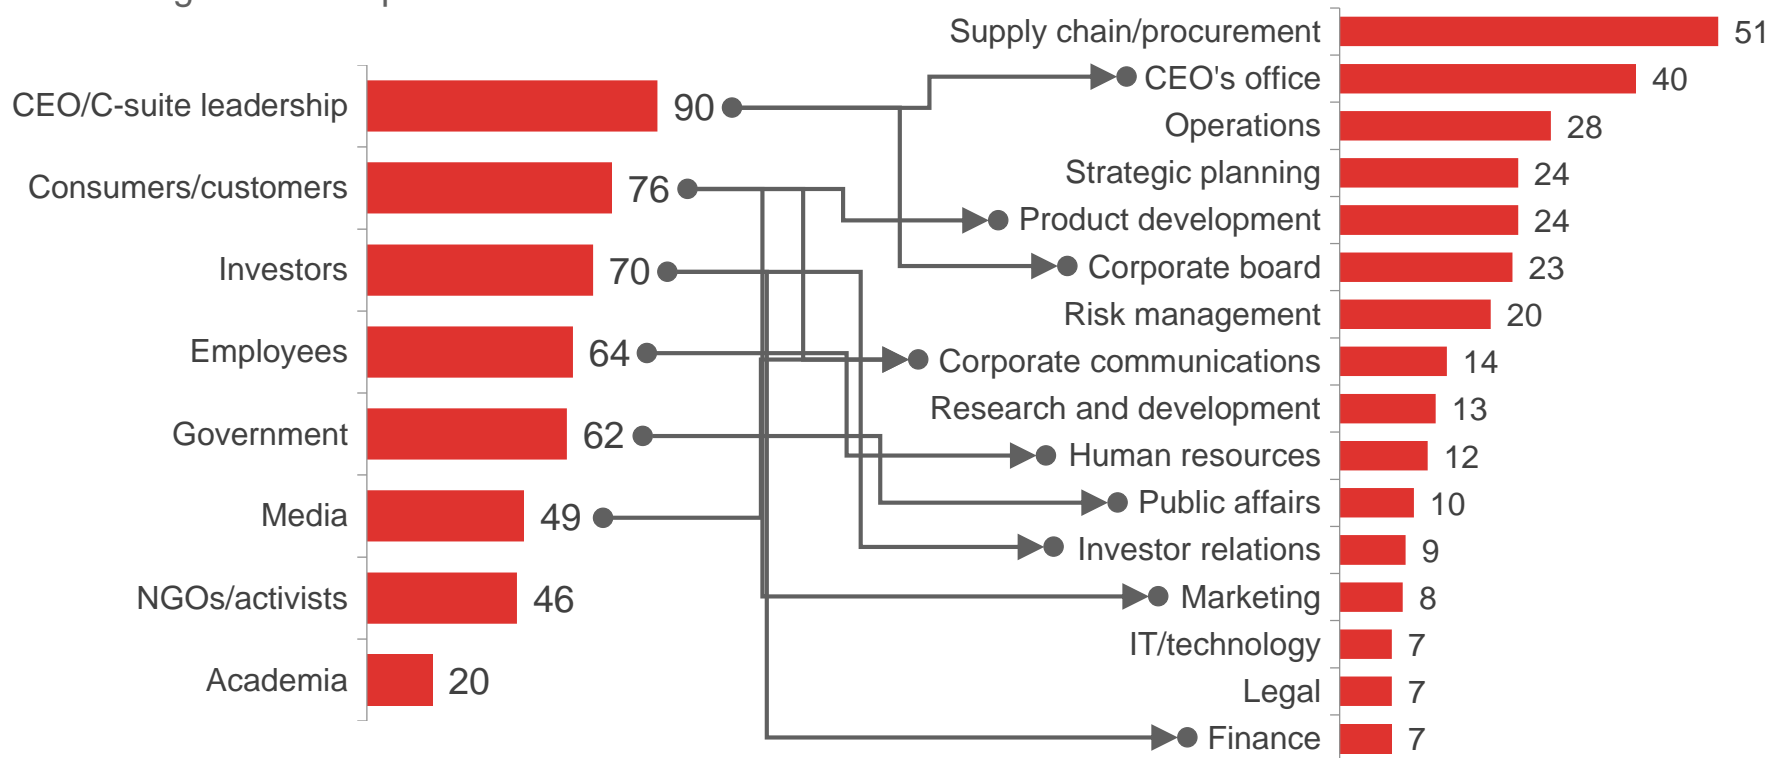 CEO/C-suite leadership 90
Consumers/customers 76
Investors 70
Employees 64
Government 62
Media 49
NGOs/activists 46
Academia 20
Supply chain/procurement 51
CEO's office 40
Operations 28
Strategic planning 24
Product development 24
Corporate board 23
Risk management 20
Corporate communications 14
Research and development 13
Human resources 12
Public affairs 10
Investor relations 9
Marketing 8
IT/technology 7
Legal 7
Finance 7